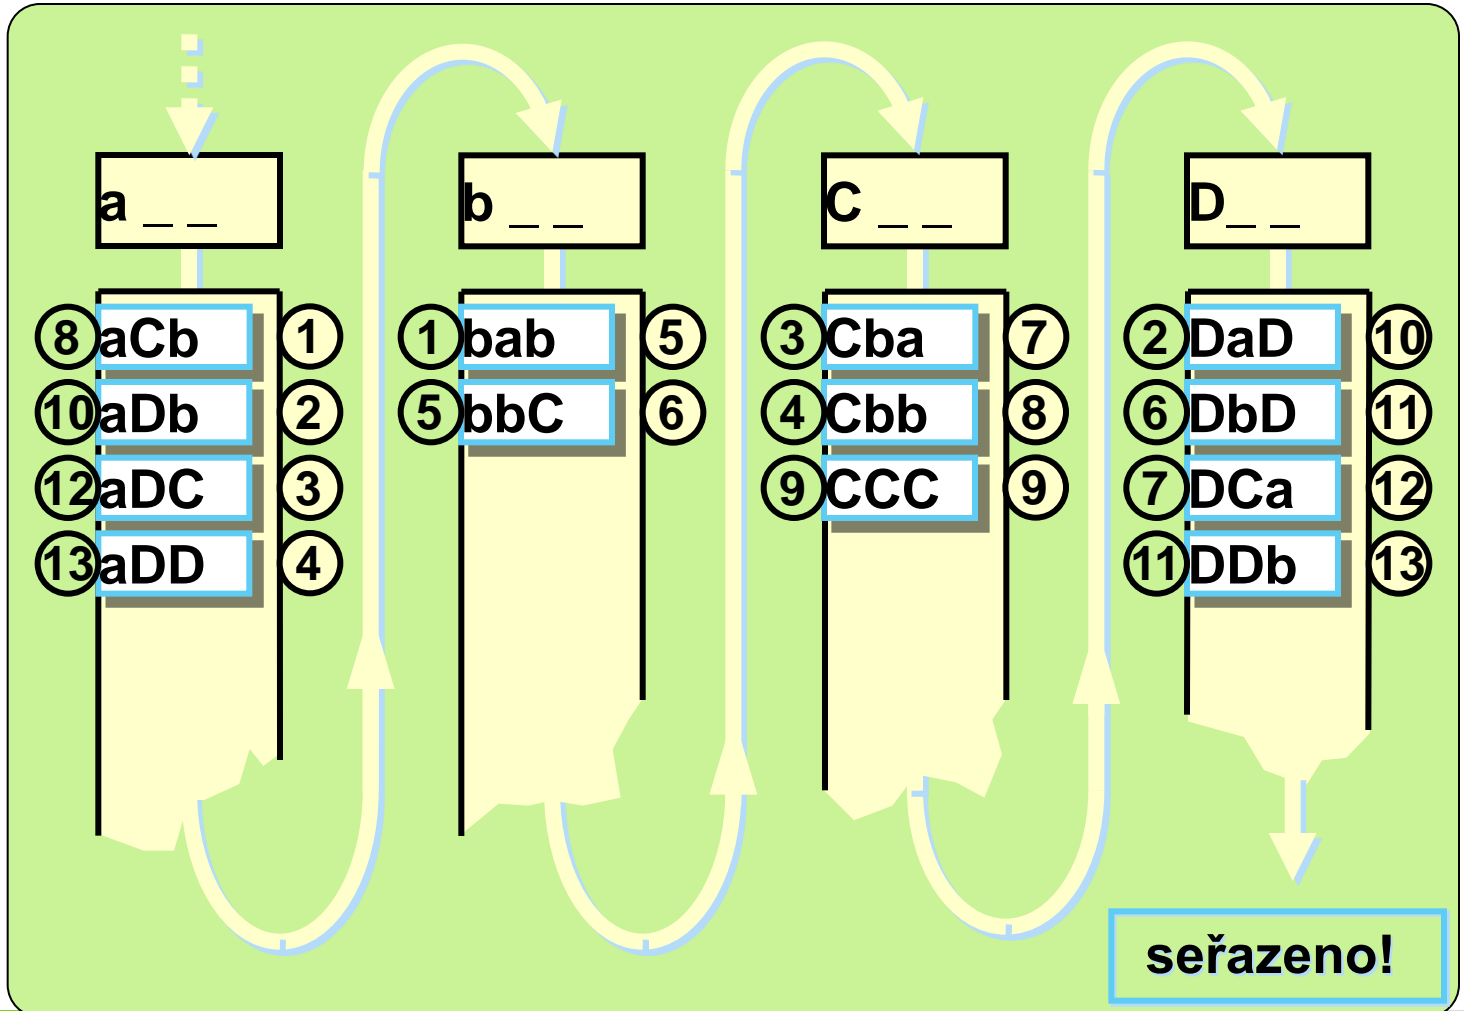 a _ _ b _ _ C _ _ D _ _
8 aCb 1 1 bab 5 3 Cba 7 2 DaD 10
10 aDb 2 5 bbC 6 4 Cbb 8 6 DbD 11
12 aDC 3 9 CCC 9 7 DCa 12
13 aDD 4 11 DDb 13
seřazeno!